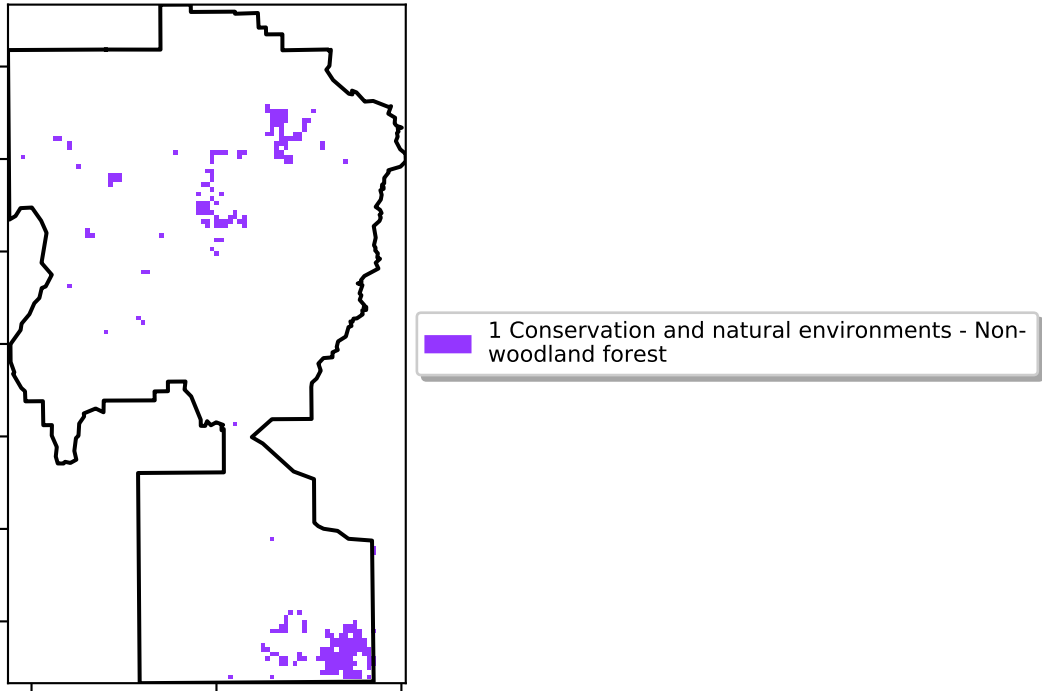 1 Conservation and natural environments - Non-
woodland forest